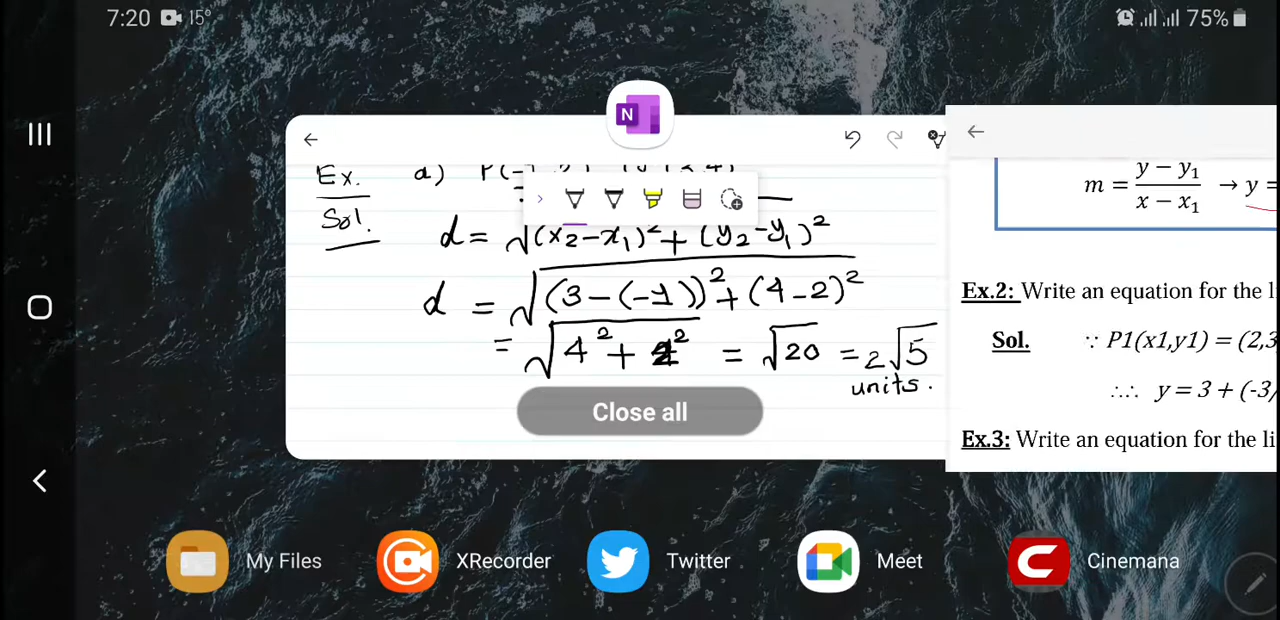 7:20 15° 75%
N
Ex. a) P(-1,2)
Sol.
d = √(x₂-x₁)² + (y₂-y₁)²
d = √(3-(-1))² + (4-2)²
= √4² + 2² = √20 = 2√5
units.
Close all
m = (y - y₁)/(x - x₁) → y =
Ex.2: Write an equation for the l
Sol. ∵ P1(x1,y1) = (2,3
∴ y = 3 + (-3/
Ex.3: Write an equation for the li
My Files XRecorder Twitter Meet Cinemana